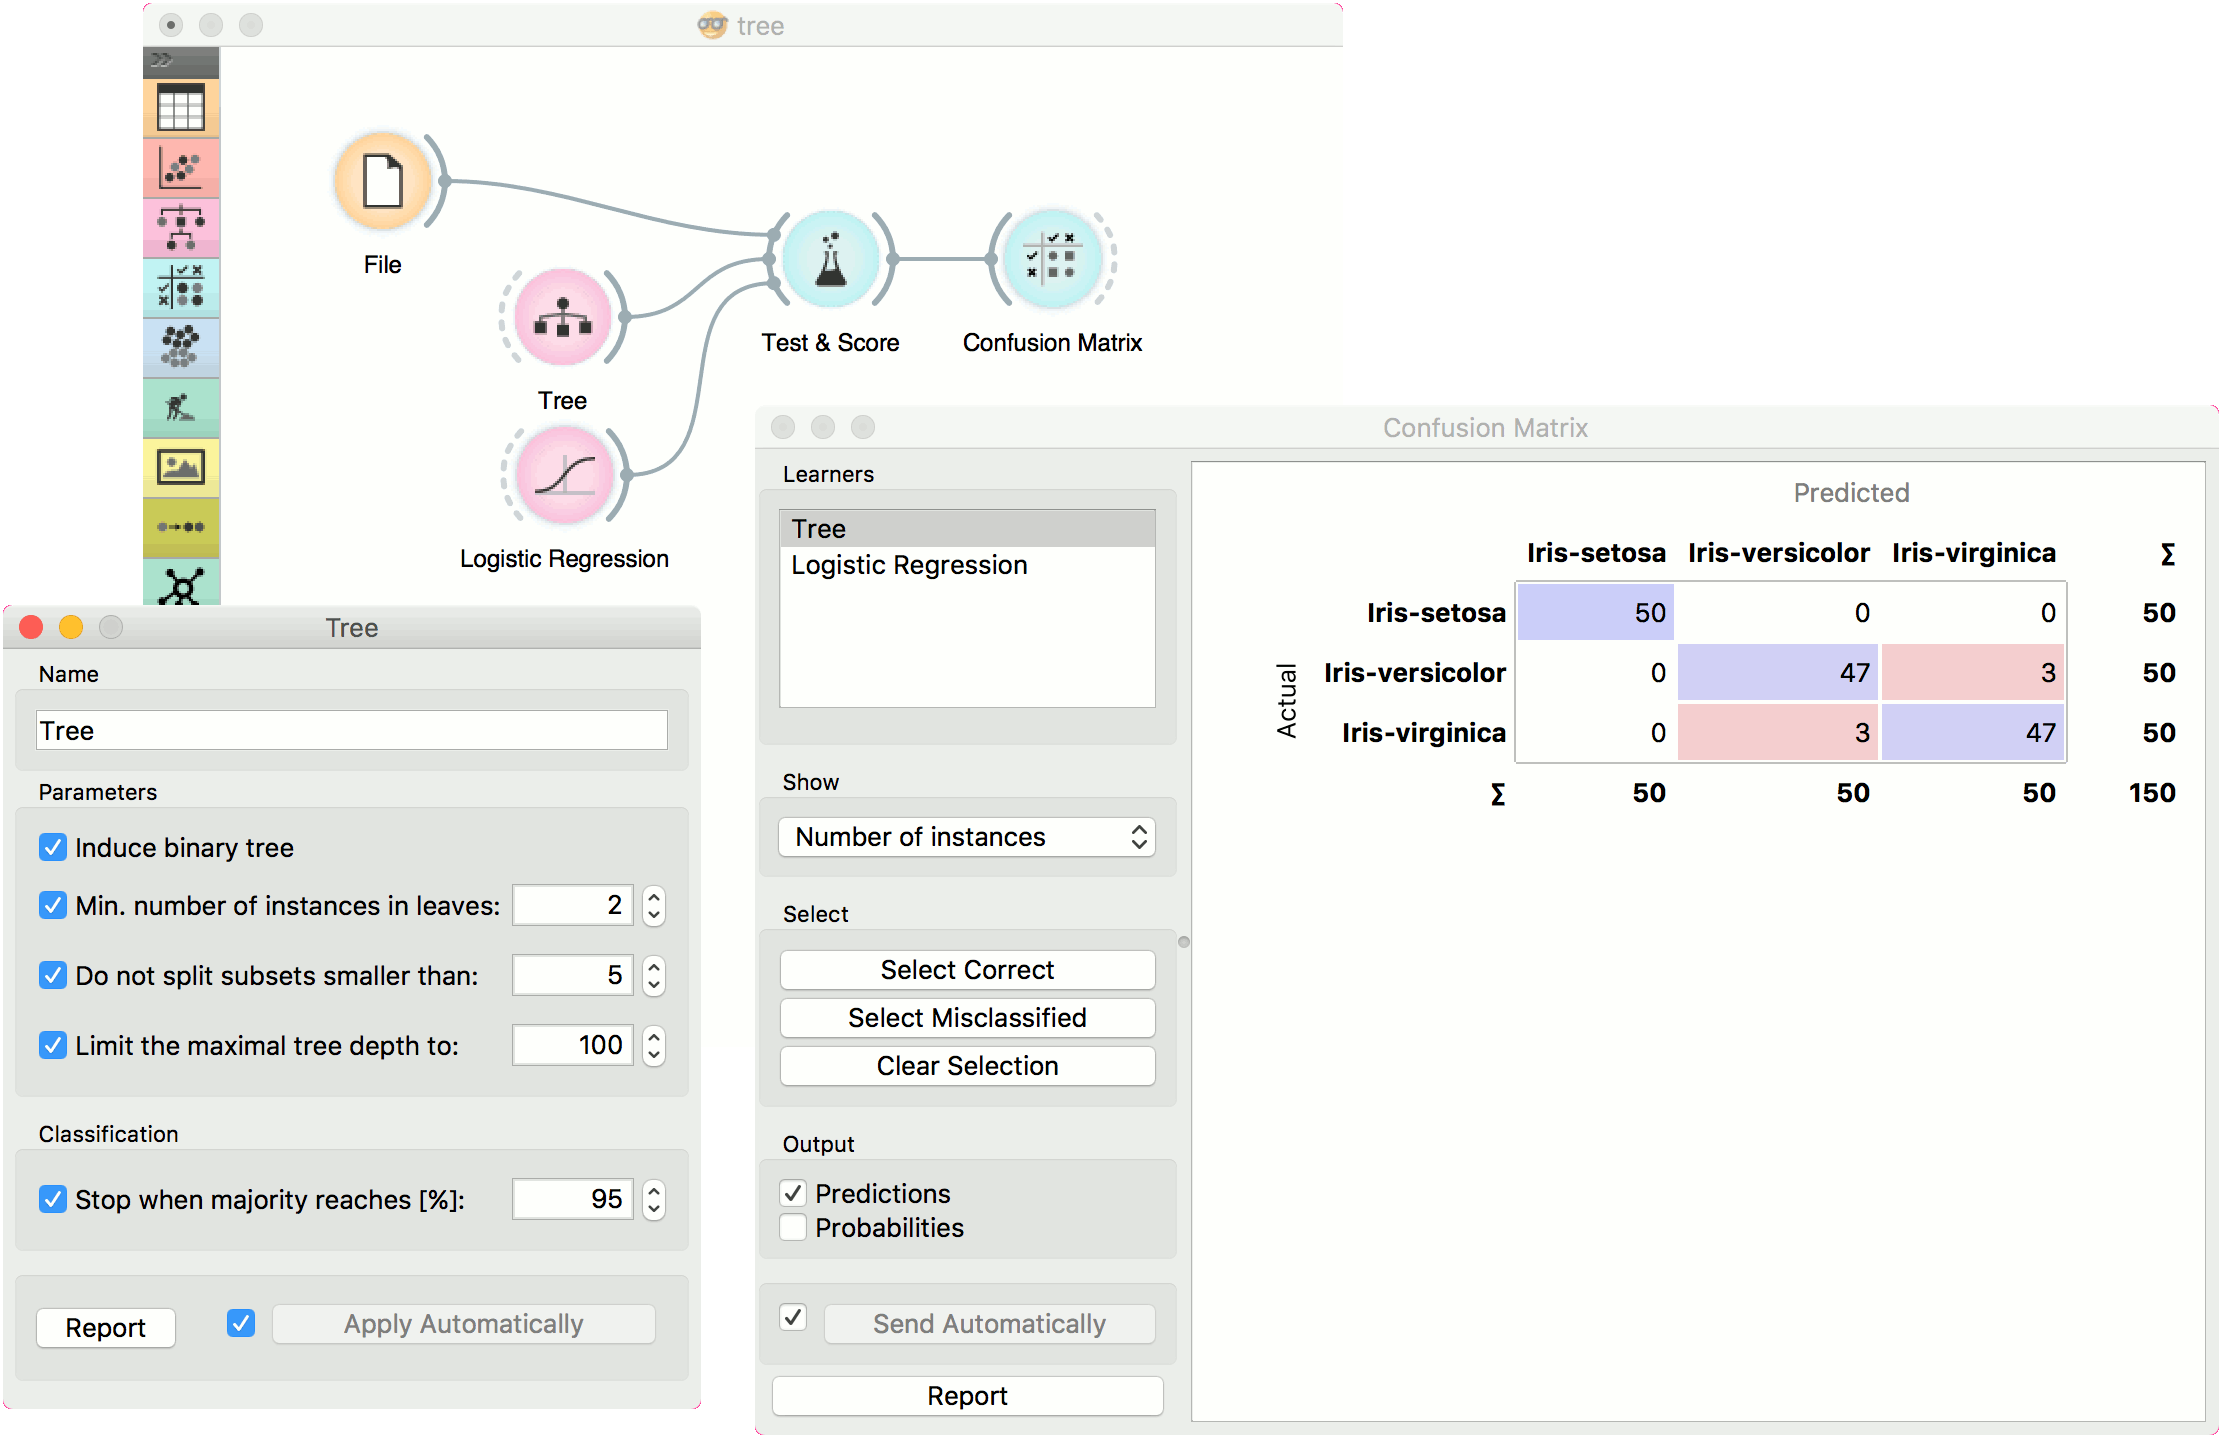 tree
File
Tree
Logistic Regression
Test & Score
Confusion Matrix
Tree
Name
Tree
Parameters
Induce binary tree
Min. number of instances in leaves: 2
Do not split subsets smaller than: 5
Limit the maximal tree depth to: 100
Classification
Stop when majority reaches [%]: 95
Report
Apply Automatically
Confusion Matrix
Learners
Tree
Logistic Regression
Show
Number of instances
Select
Select Correct
Select Misclassified
Clear Selection
Output
Predictions
Probabilities
Send Automatically
Report
Predicted
Iris-setosa Iris-versicolor Iris-virginica Σ
Actual
Iris-setosa 50 0 0 50
Iris-versicolor 0 47 3 50
Iris-virginica 0 3 47 50
Σ 50 50 50 150